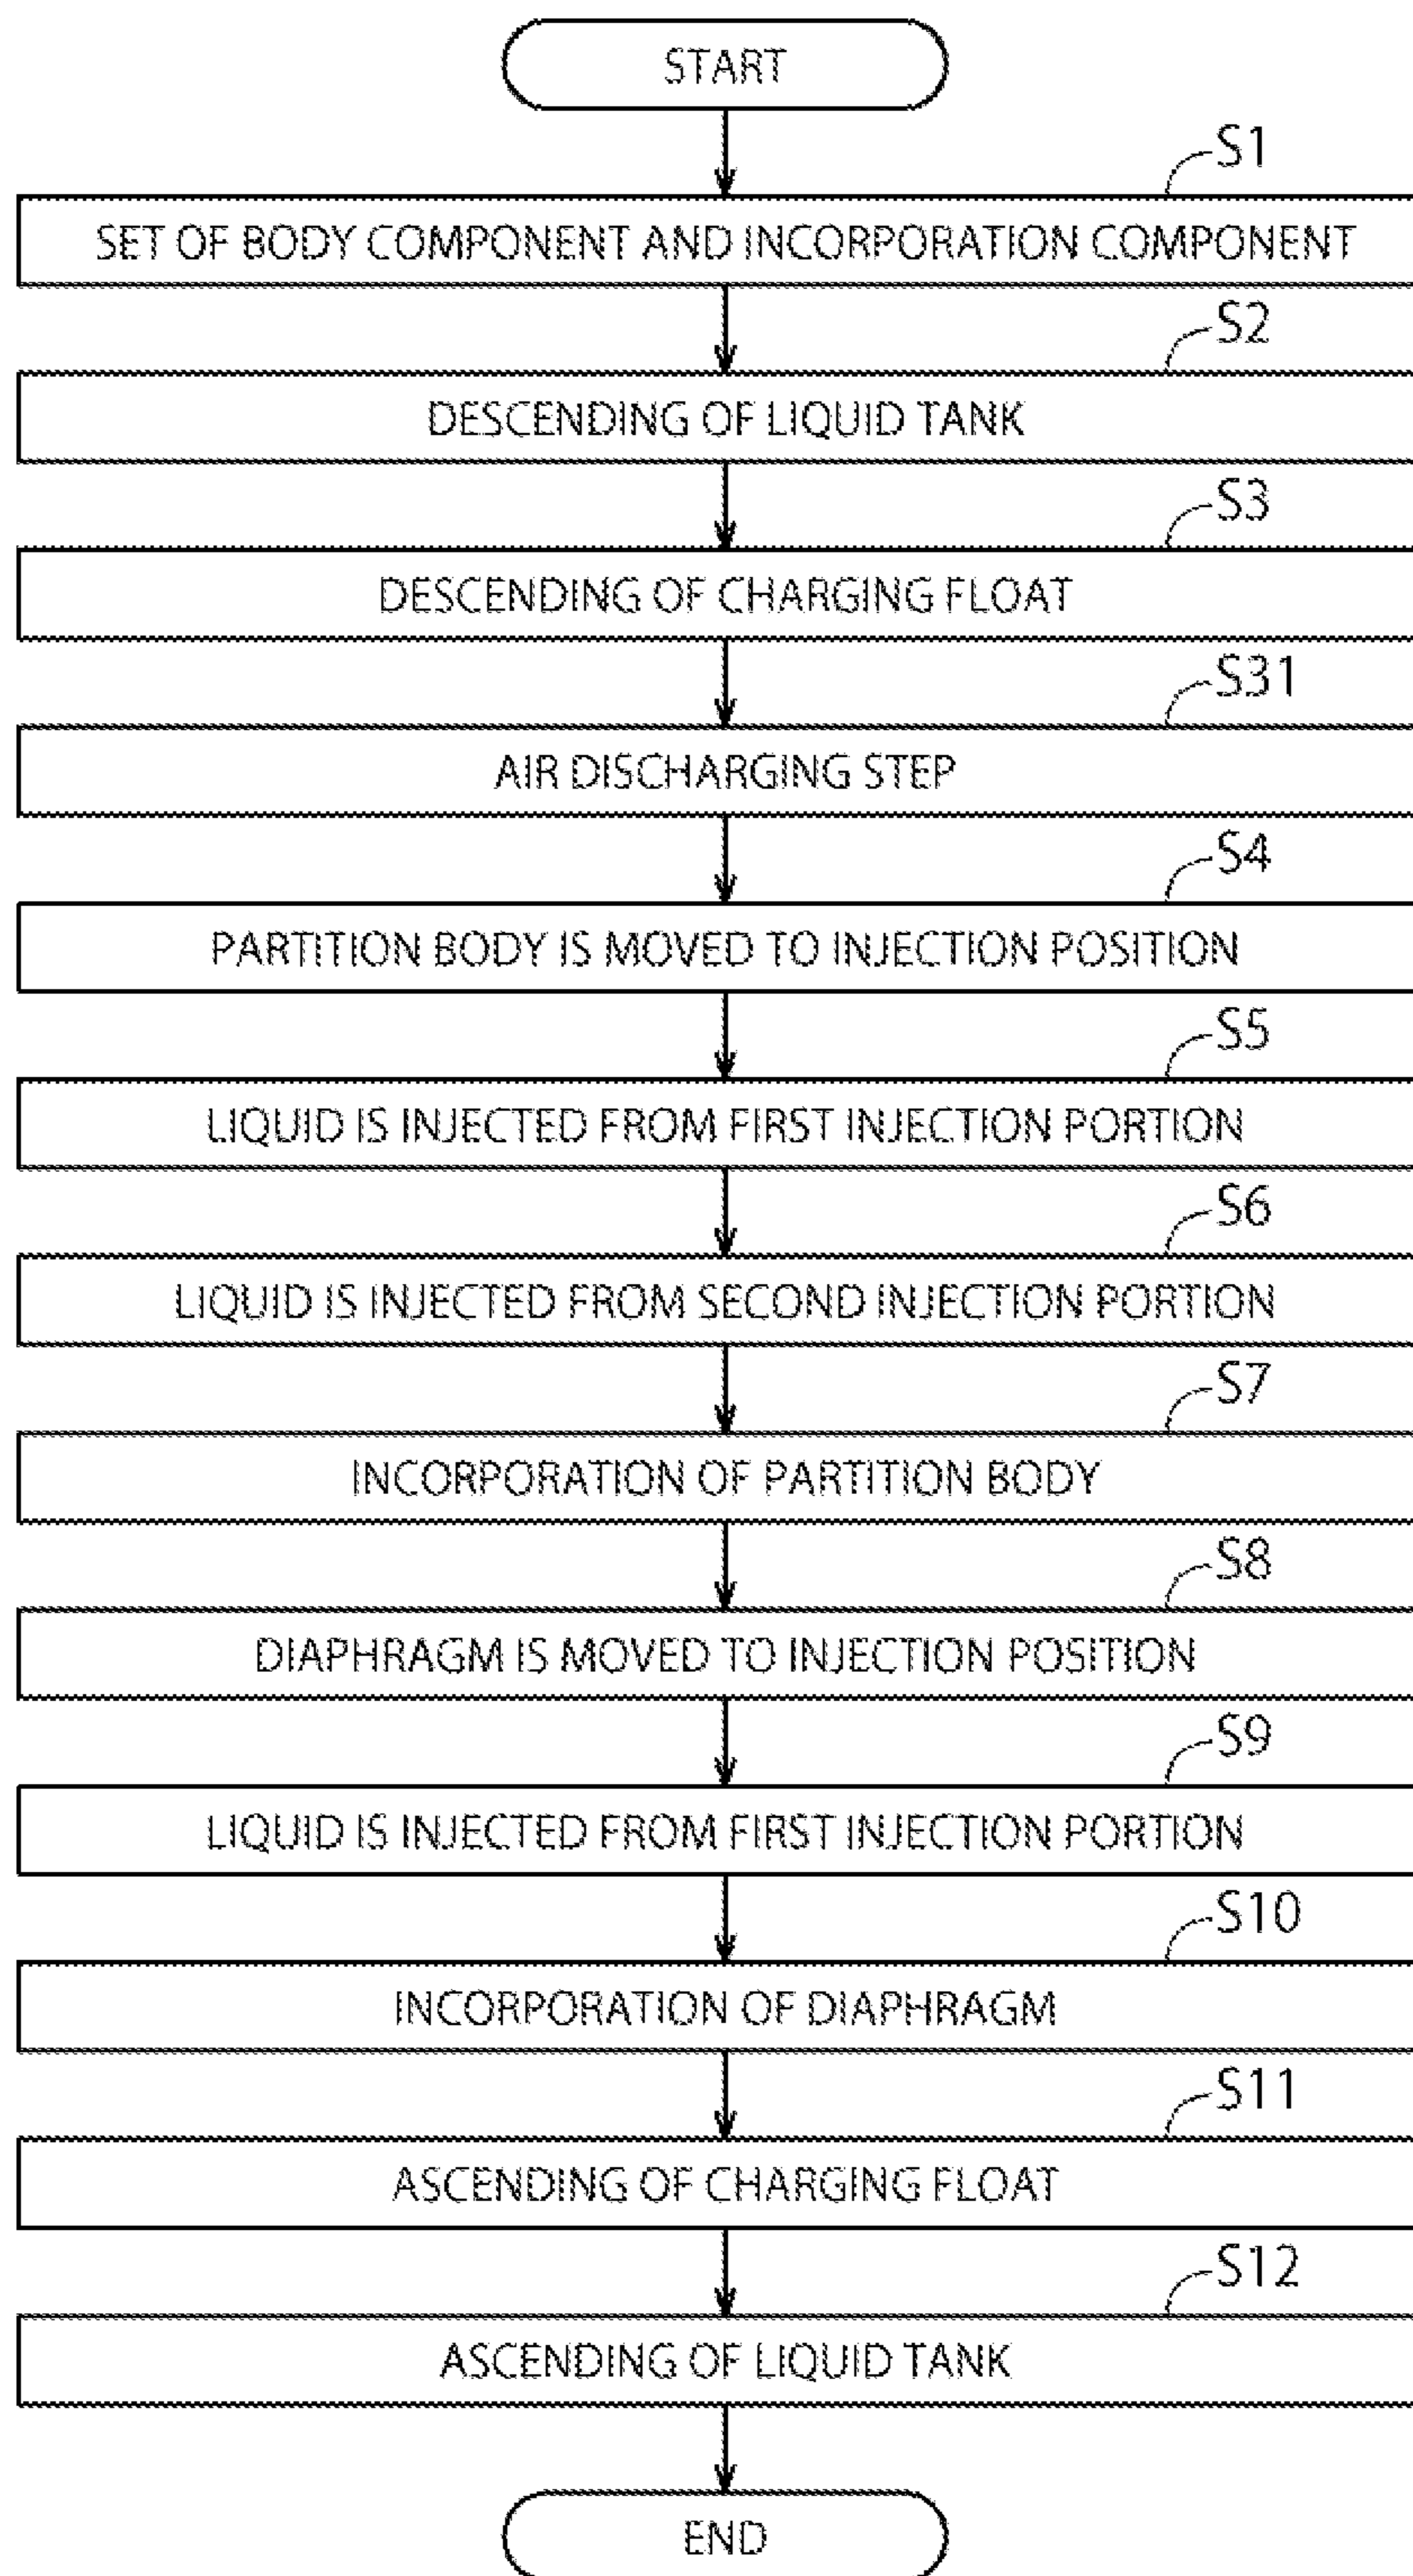 START
S1
SET OF BODY COMPONENT AND INCORPORATION COMPONENT
S2
DESCENDING OF LIQUID TANK
S3
DESCENDING OF CHARGING FLOAT
S31
AIR DISCHARGING STEP
S4
PARTITION BODY IS MOVED TO INJECTION POSITION
S5
LIQUID IS INJECTED FROM FIRST INJECTION PORTION
S6
LIQUID IS INJECTED FROM SECOND INJECTION PORTION
S7
INCORPORATION OF PARTITION BODY
S8
DIAPHRAGM IS MOVED TO INJECTION POSITION
S9
LIQUID IS INJECTED FROM FIRST INJECTION PORTION
S10
INCORPORATION OF DIAPHRAGM
S11
ASCENDING OF CHARGING FLOAT
S12
ASCENDING OF LIQUID TANK
END